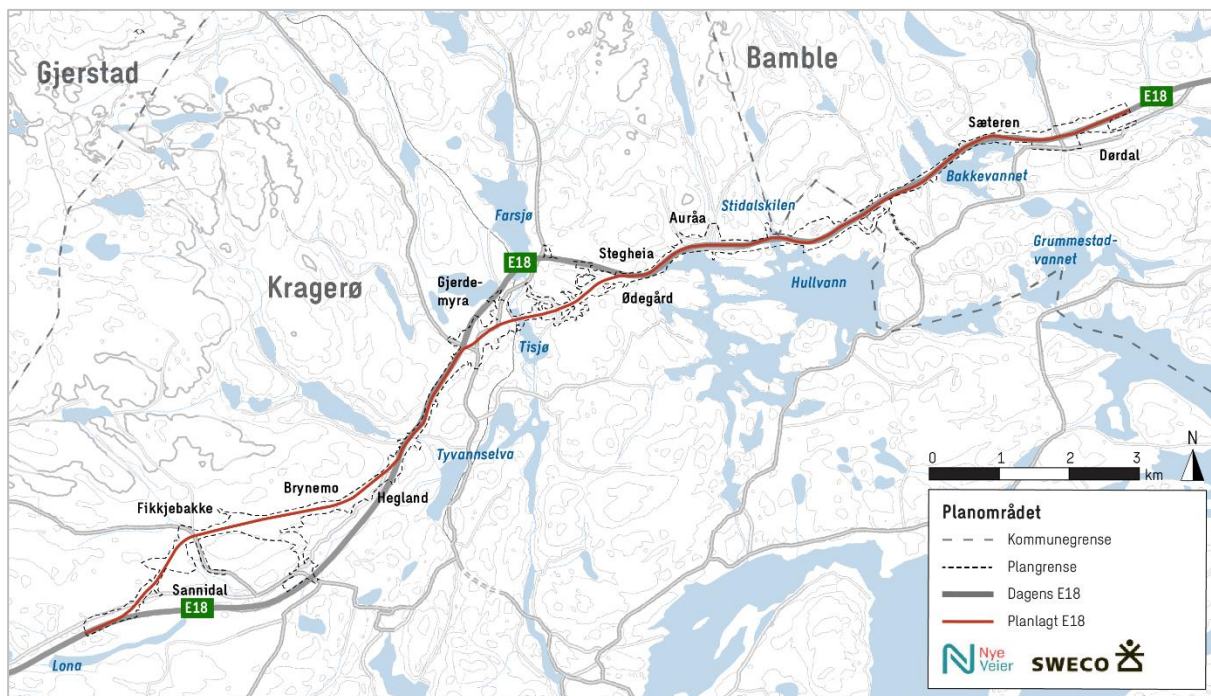 Gjerstad
Bamble
E18
Sæteren
Dørdal
Bakkevannet
Stidalskilen
Auråa
Farsjø
Grummestad-
vannet
Stegheia
E18
Gjerde-
myra
Kragerø
Hullvann
Ødegård
Tisjø
Tyvannselva
N
0 1 2 3
km
Brynemo
Hegland
Fikkjebakke
Sannidal
E18
Lona
Planområdet
Kommunegrense
Plangrense
Dagens E18
Planlagt E18
Nye
Veier
SWECO